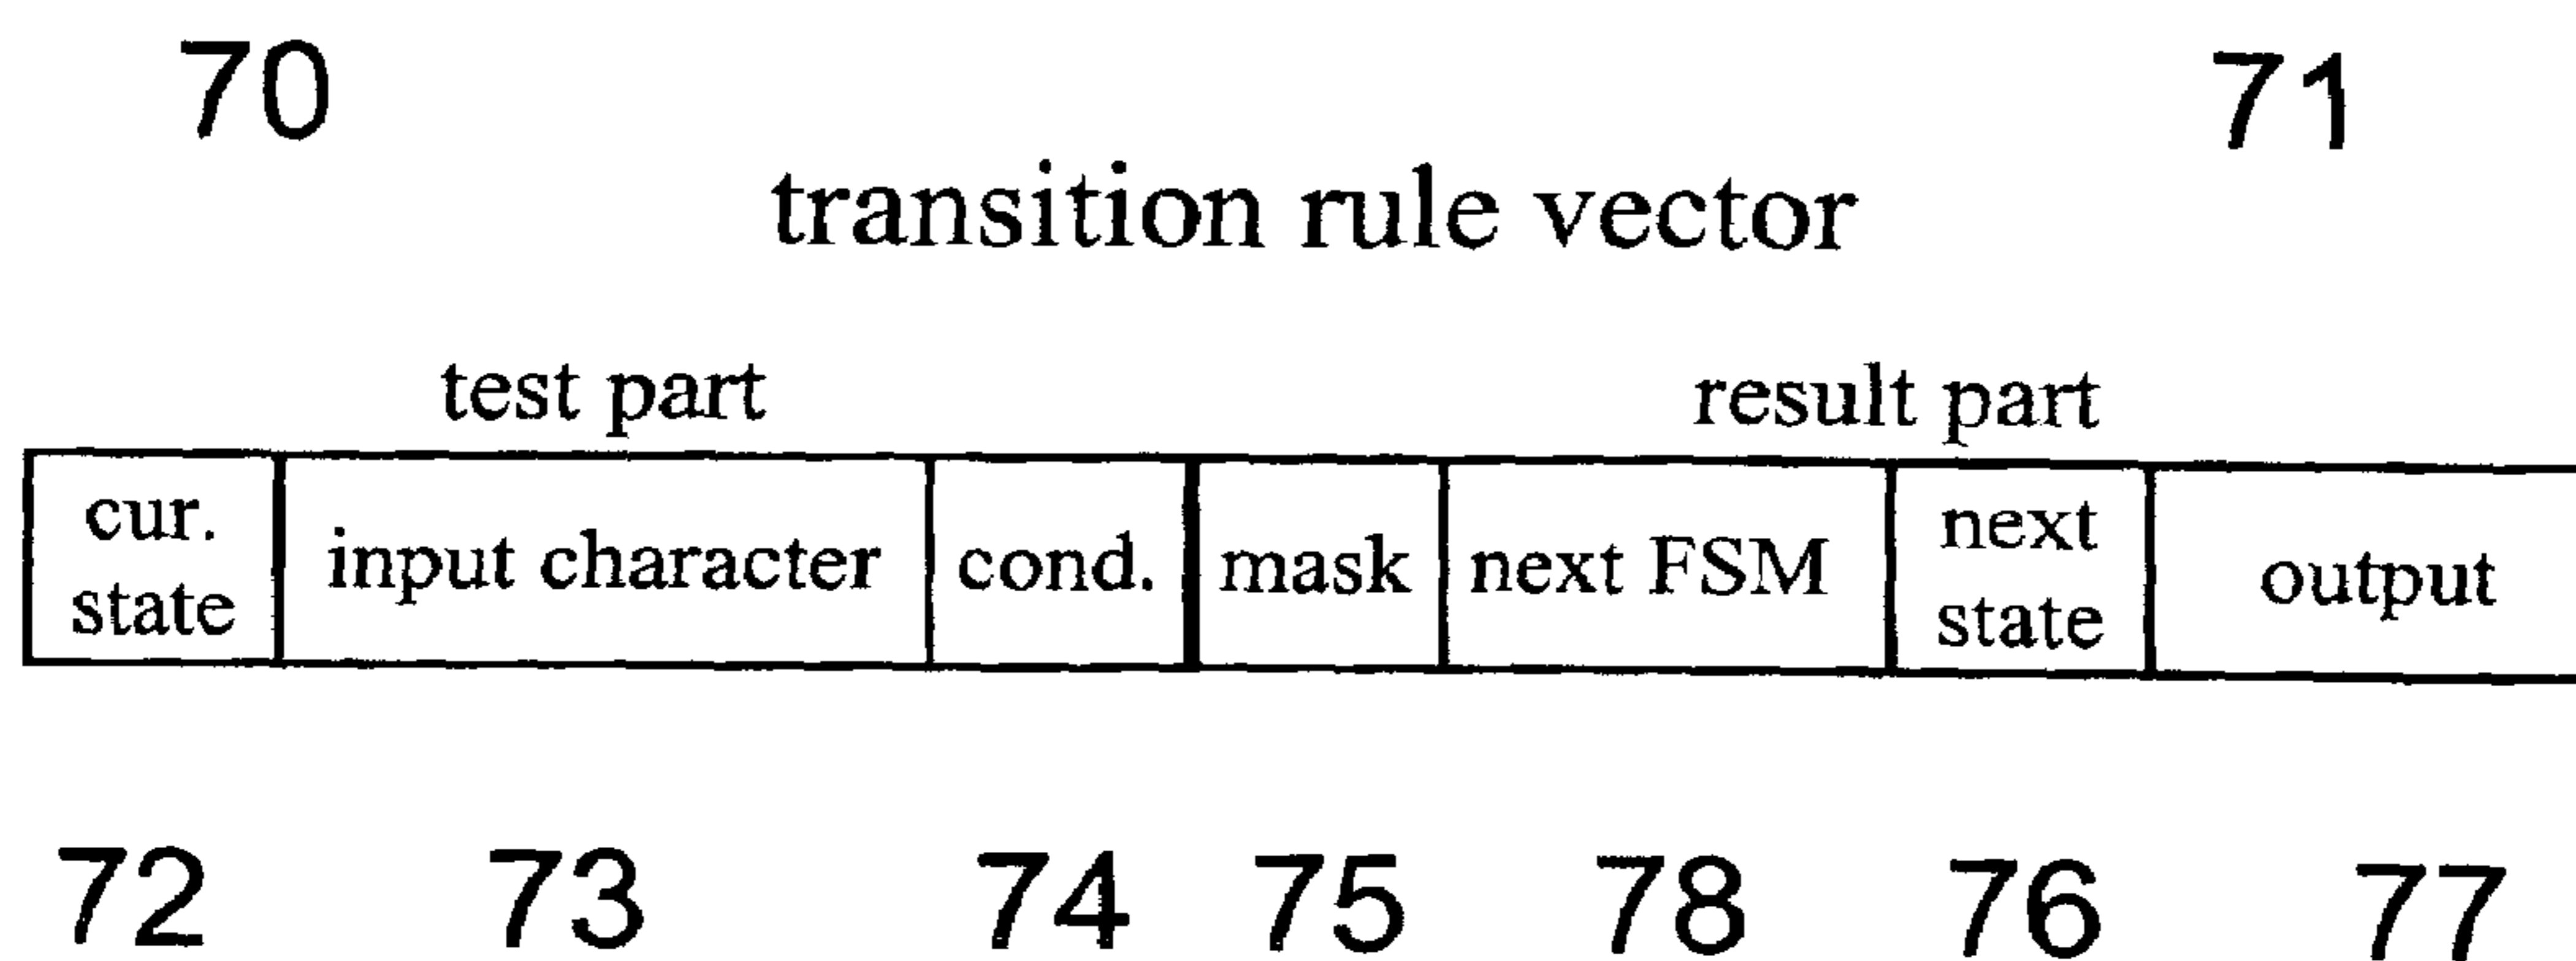 70 71
transition rule vector
test part result part
cur. state input character cond. mask next FSM next state output
72 73 74 75 78 76 77